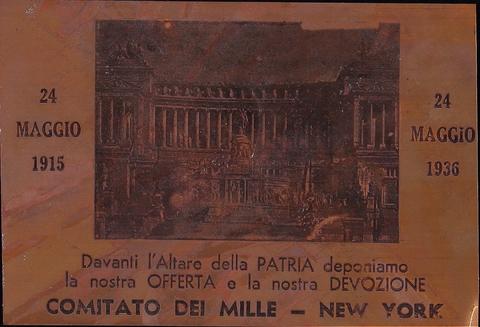 24
MAGGIO
1915
24
MAGGIO
1936
Davanti l'Altare della PATRIA deponiamo
la nostra OFFERTA e la nostra DEVOZIONE
COMITATO DEI MILLE – NEW YORK